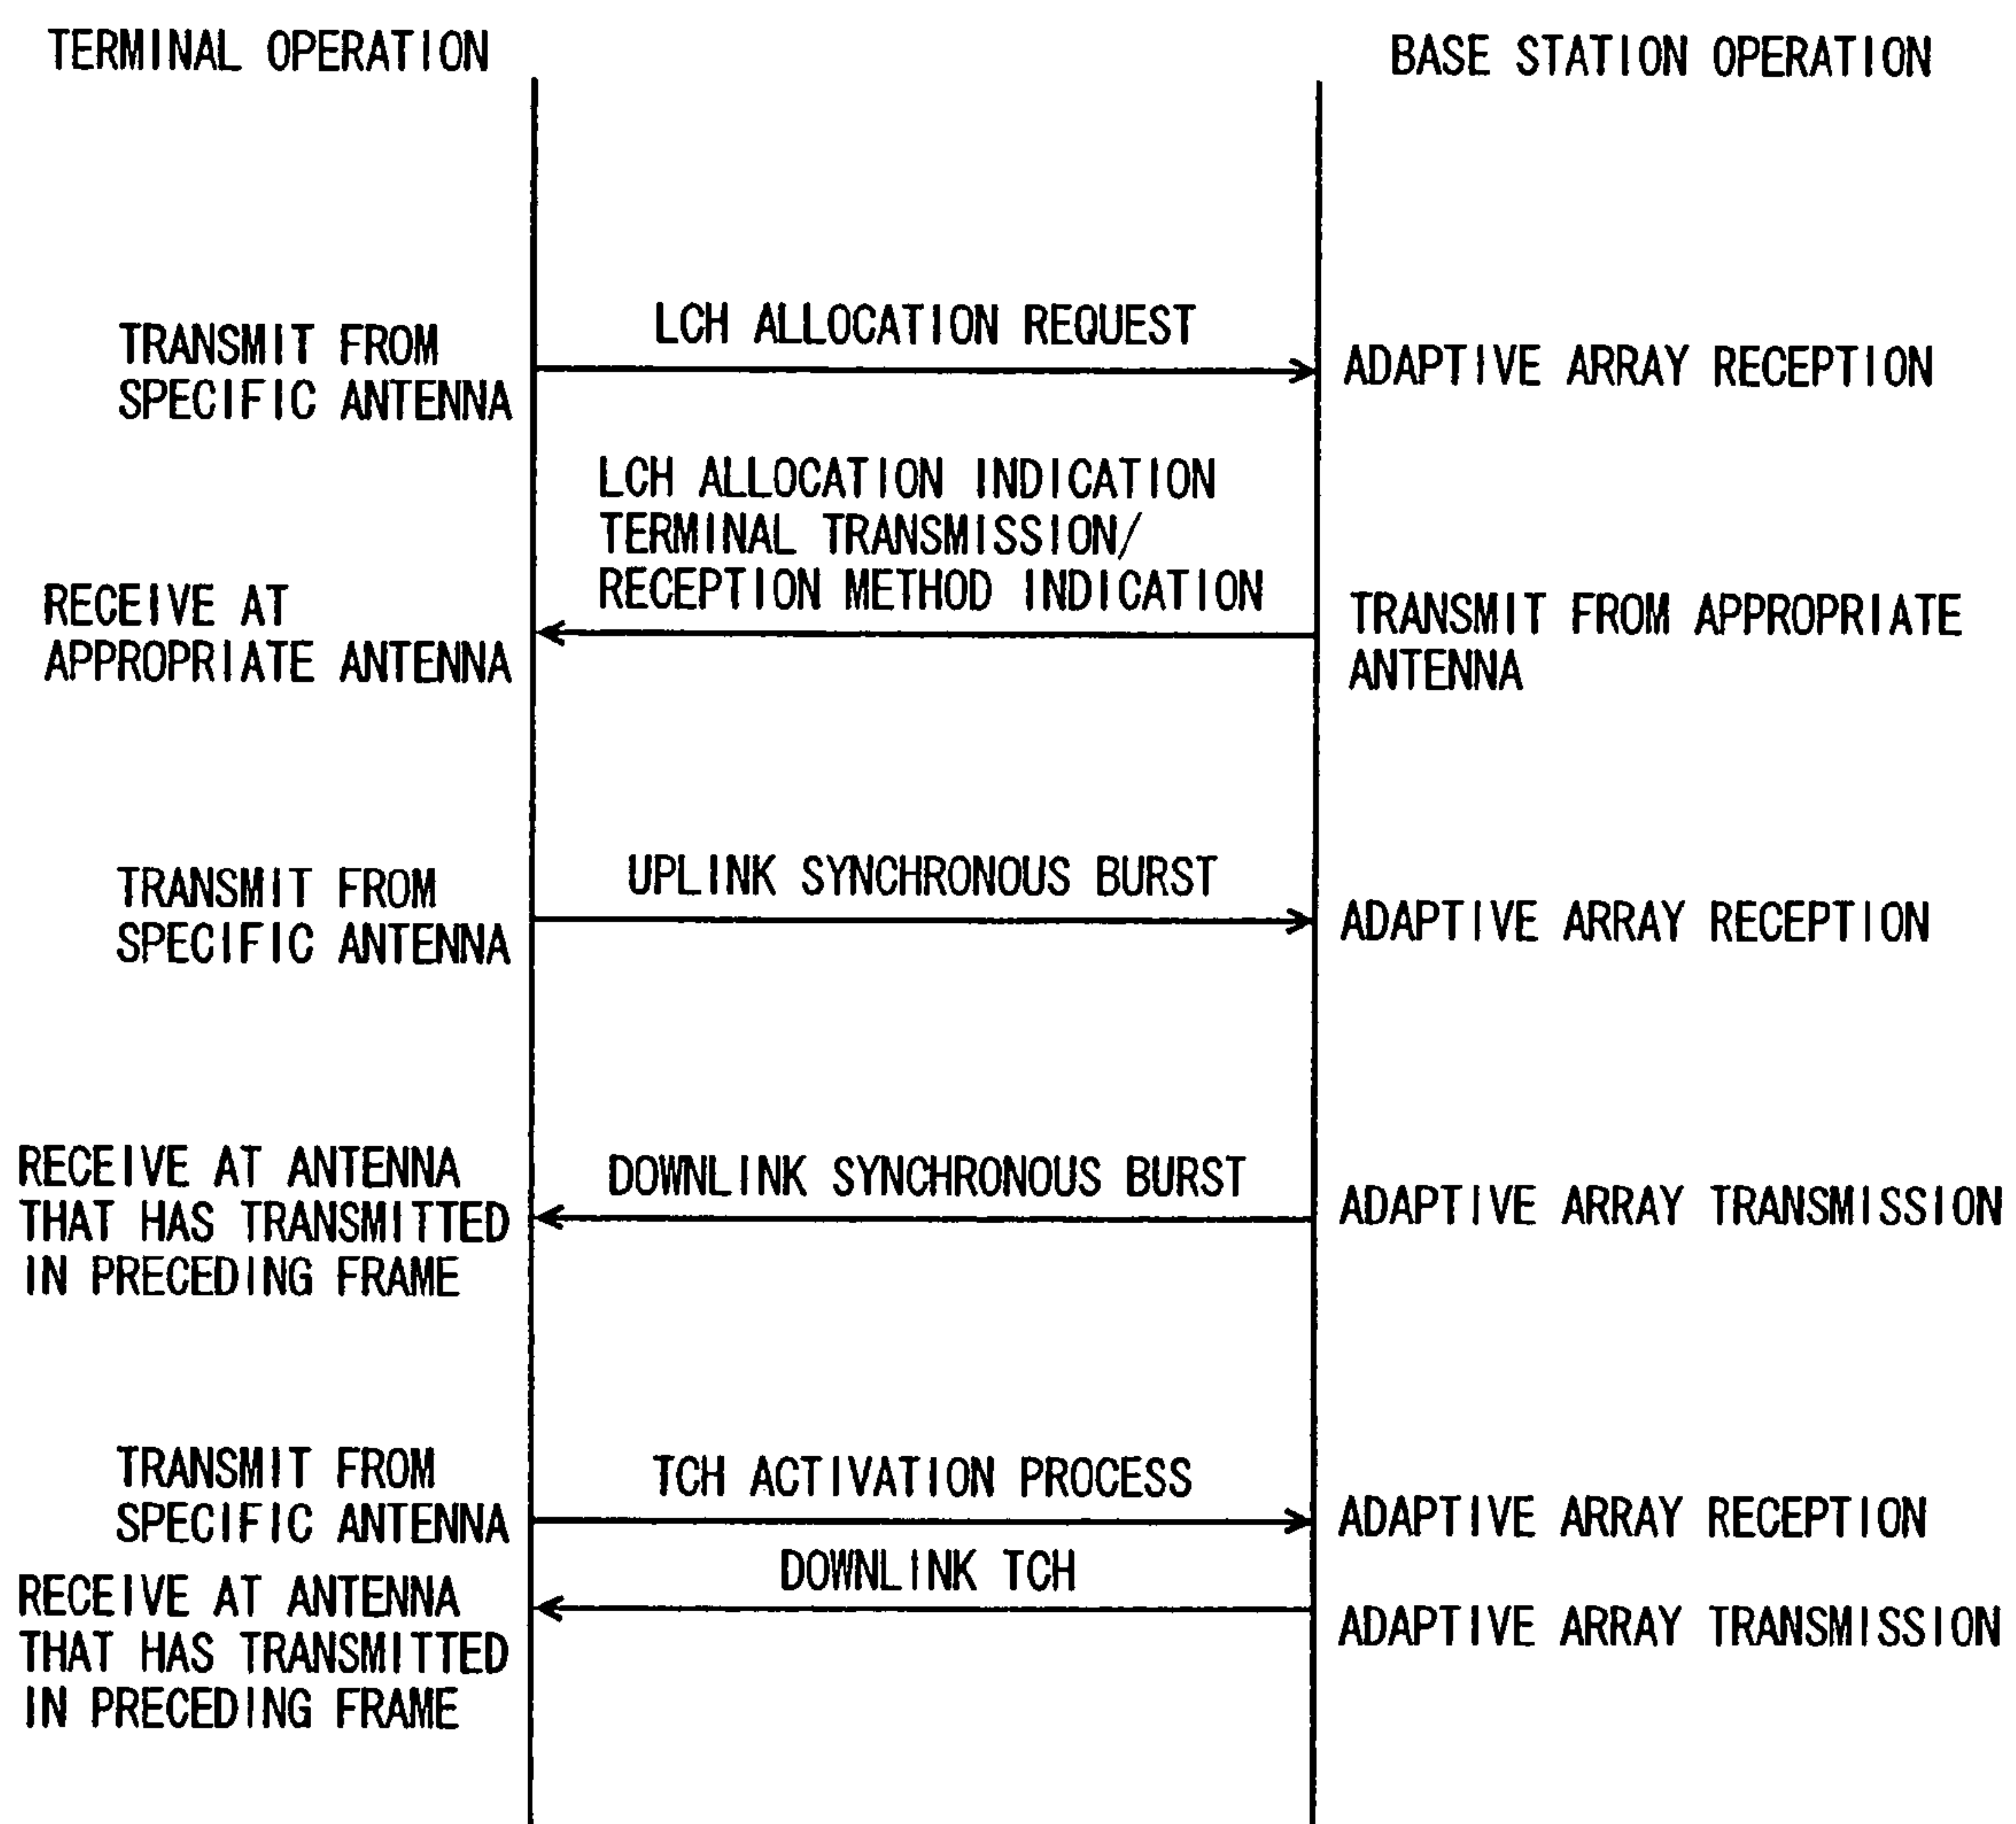 TERMINAL OPERATION
BASE STATION OPERATION
LCH ALLOCATION REQUEST
TRANSMIT FROM
SPECIFIC ANTENNA
ADAPTIVE ARRAY RECEPTION
LCH ALLOCATION INDICATION
TERMINAL TRANSMISSION/
RECEPTION METHOD INDICATION
RECEIVE AT
APPROPRIATE ANTENNA
TRANSMIT FROM APPROPRIATE
ANTENNA
UPLINK SYNCHRONOUS BURST
TRANSMIT FROM
SPECIFIC ANTENNA
ADAPTIVE ARRAY RECEPTION
RECEIVE AT ANTENNA
THAT HAS TRANSMITTED
IN PRECEDING FRAME
DOWNLINK SYNCHRONOUS BURST
ADAPTIVE ARRAY TRANSMISSION
TRANSMIT FROM
SPECIFIC ANTENNA
TCH ACTIVATION PROCESS
ADAPTIVE ARRAY RECEPTION
DOWNLINK TCH
RECEIVE AT ANTENNA
THAT HAS TRANSMITTED
IN PRECEDING FRAME
ADAPTIVE ARRAY TRANSMISSION